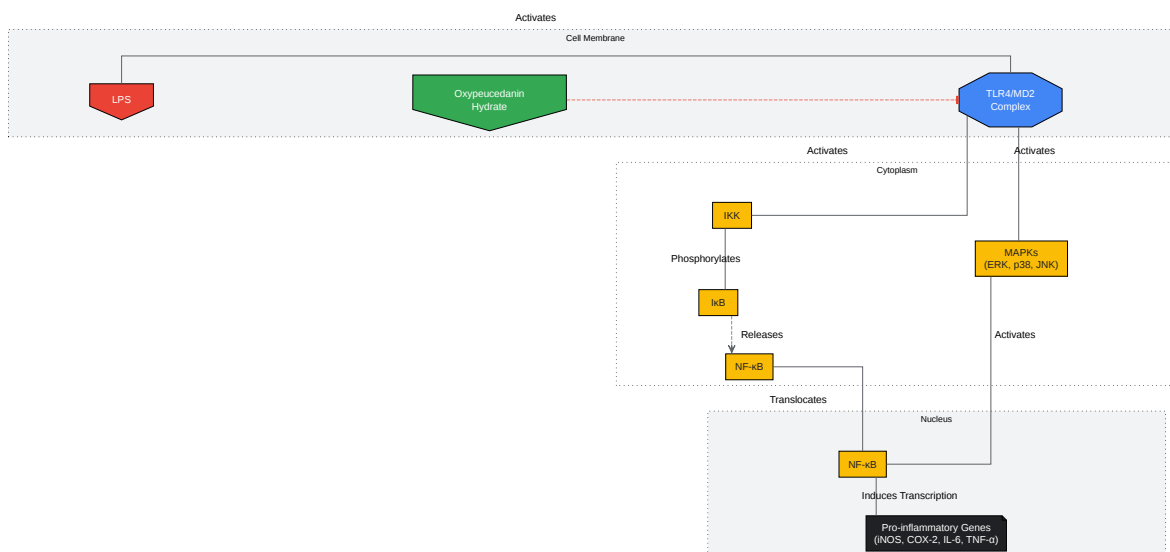 Activates
Cell Membrane
LPS
Oxypeucedanin
Hydrate
TLR4/MD2
Complex
Activates
Activates
Cytoplasm
IKK
Phosphorylates
MAPKs
(ERK, p38, JNK)
IκB
Releases
Activates
NF-κB
Translocates
Nucleus
NF-κB
Induces Transcription
Pro-inflammatory Genes
(iNOS, COX-2, IL-6, TNF-α)